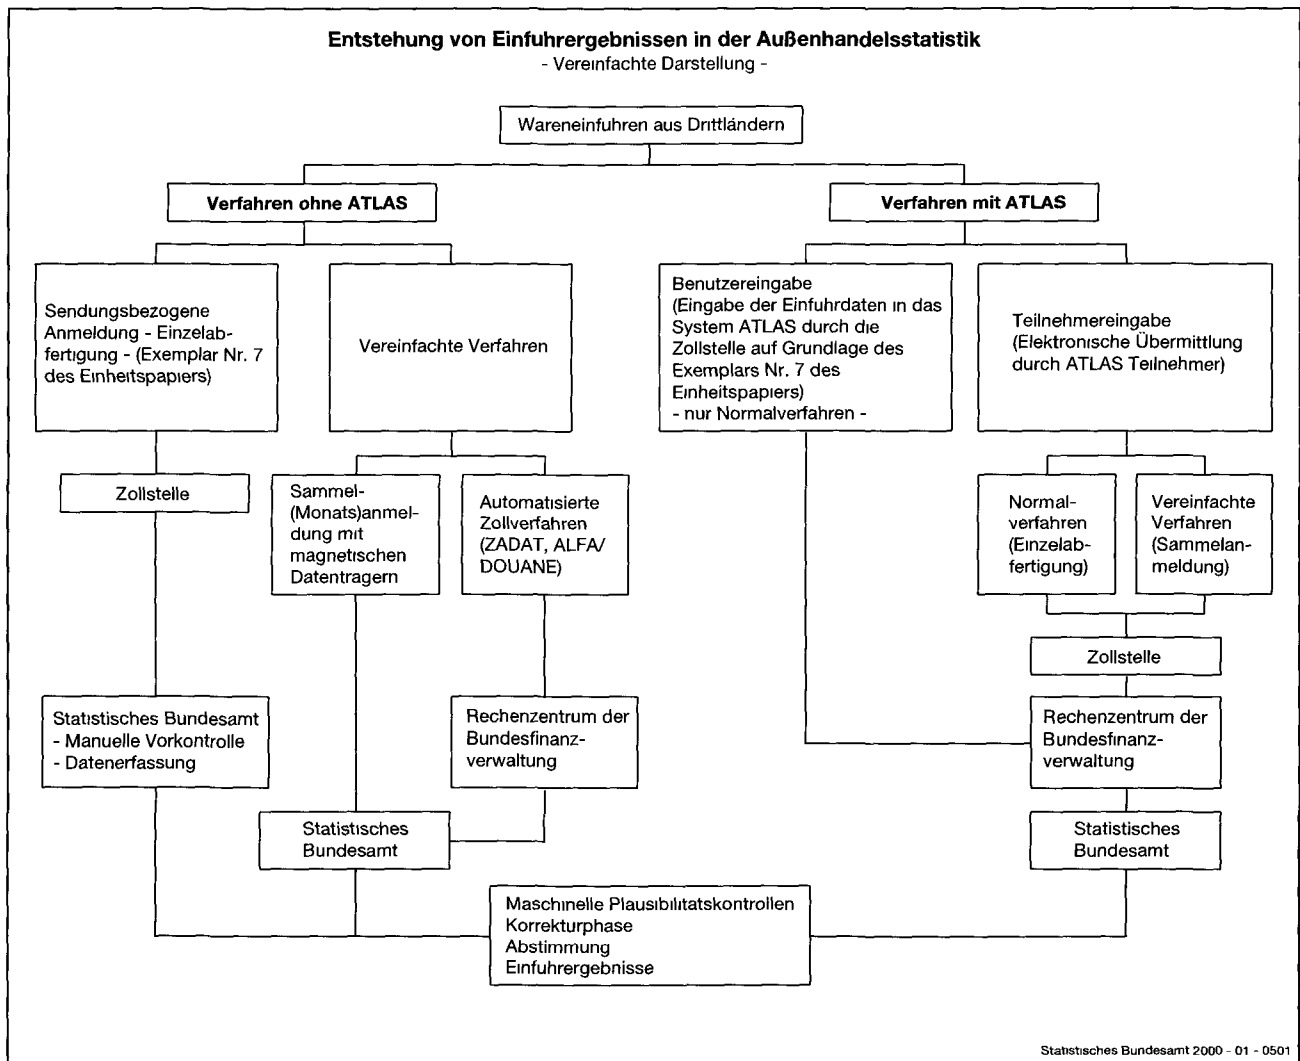 Entstehung von Einfuhrergebnissen in der Außenhandelsstatistik
- Vereinfachte Darstellung -
Wareneinfuhren aus Drittländern
Verfahren ohne ATLAS
Verfahren mit ATLAS
Sendungsbezogene
Anmeldung - Einzelab-
fertigung - (Exemplar Nr. 7
des Einheitspapiers)
Vereinfachte Verfahren
Benutzereingabe
(Eingabe der Einfuhrdaten in das
System ATLAS durch die
Zollstelle auf Grundlage des
Exemplars Nr. 7 des
Einheitspapiers)
- nur Normalverfahren -
Teilnehmereingabe
(Elektronische Übermittlung
durch ATLAS Teilnehmer)
Zollstelle
Sammel-
(Monats)anmel-
dung mit
magnetischen
Datentragern
Automatisierte
Zollverfahren
(ZADAT, ALFA/
DOUANE)
Normal-
verfahren
(Einzelab-
fertigung)
Vereinfachte
Verfahren
(Sammelan-
meldung)
Zollstelle
Statistisches Bundesamt
- Manuelle Vorkontrolle
- Datenerfassung
Rechenzentrum der
Bundesfinanz-
verwaltung
Rechenzentrum der
Bundesfinanz-
verwaltung
Statistisches
Bundesamt
Statistisches
Bundesamt
Maschinelle Plausibilitatskontrollen
Korrekturphase
Abstimmung
Einfuhrergebnisse
Statistisches Bundesamt 2000 - 01 - 0501